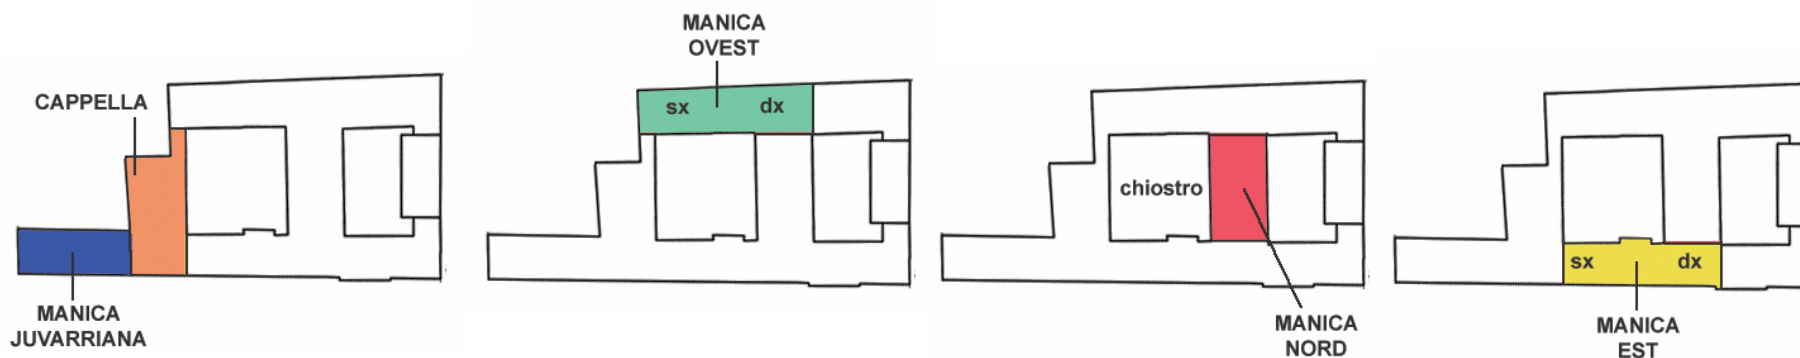 CAPPELLA
MANICA
JUVARRIANA
MANICA
OVEST
sx dx
chiostro
MANICA
NORD
sx dx
MANICA
EST